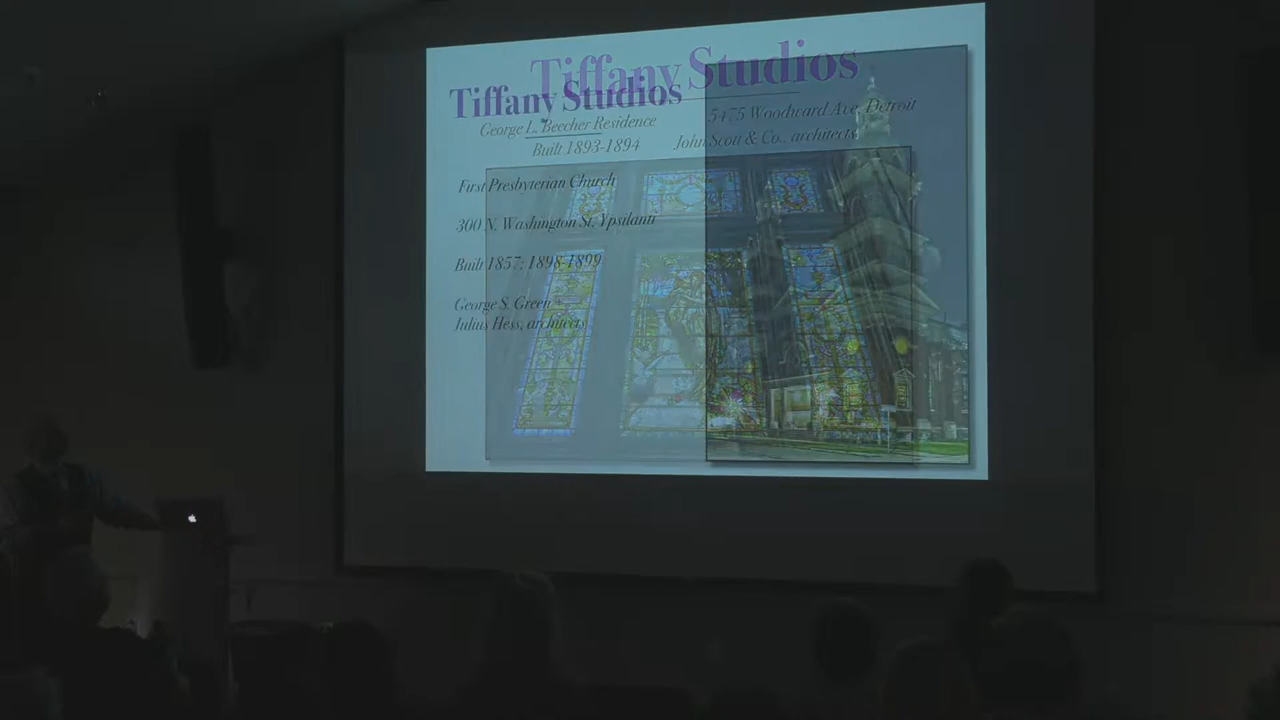 Tiffany Studios
George L. Beecher Residence
5475 Woodward Ave, Detroit
Built 1893-1894
John Scott & Co., architects
Tiffany Studios
First Presbyterian Church
300 N. Washington St, Ypsilanti
Built 1857; 1898-1899
George S. Green
Julius Hess, architects